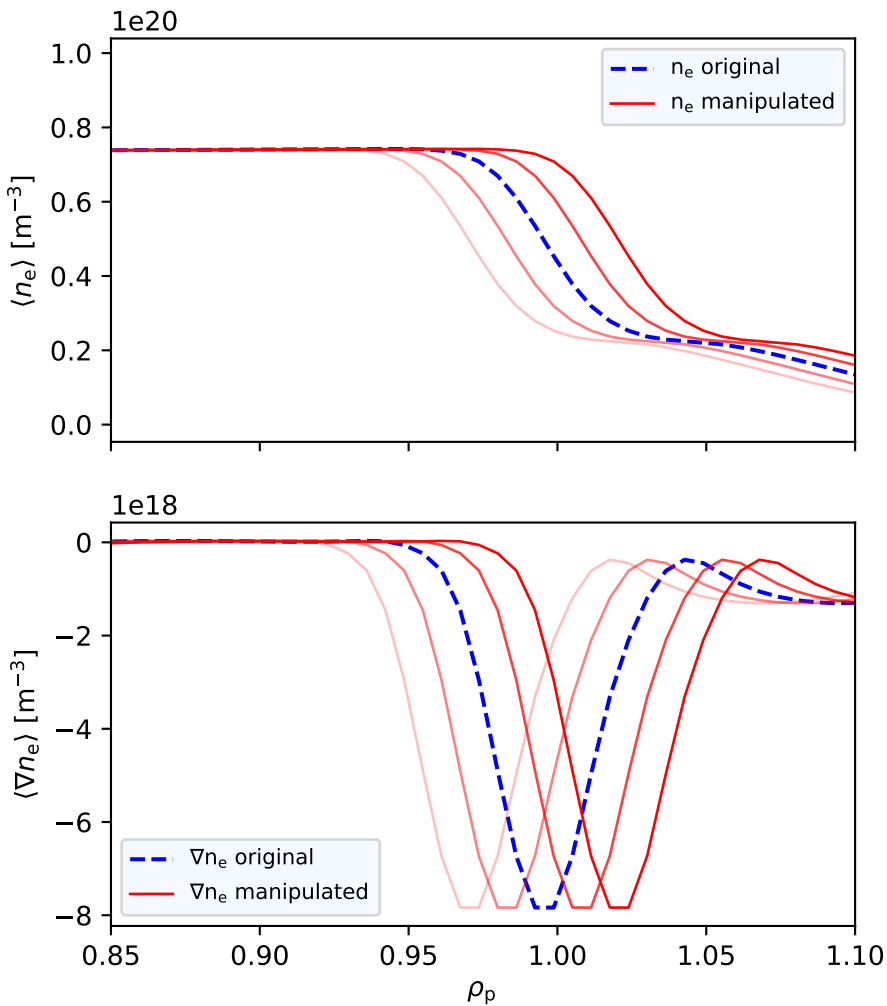 1e20
1.0
0.8
0.6
0.4
0.2
0.0
⟨nₑ⟩ [m⁻³]
nₑ original
nₑ manipulated
1e18
0
−2
−4
−6
−8
⟨∇nₑ⟩ [m⁻³]
∇nₑ original
∇nₑ manipulated
0.85 0.90 0.95 1.00 1.05 1.10
ρₚ